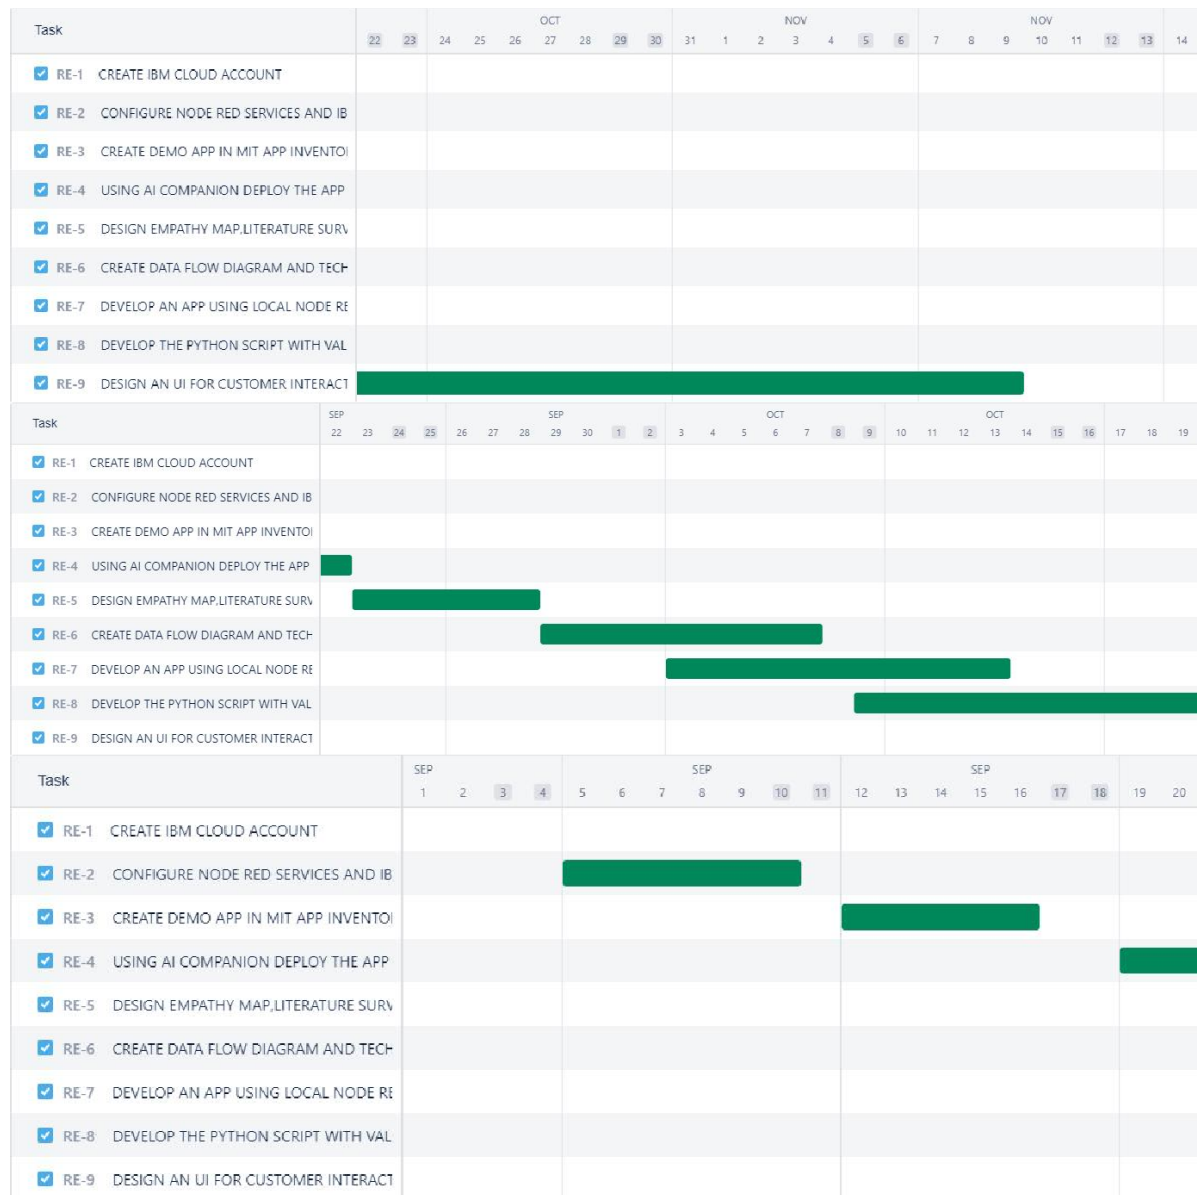 OCT NOV NOV
Task
22 23 24 25 26 27 28 29 30 31 1 2 3 4 5 6 7 8 9 10 11 12 13 14
RE-1 CREATE IBM CLOUD ACCOUNT
RE-2 CONFIGURE NODE RED SERVICES AND IB
RE-3 CREATE DEMO APP IN MIT APP INVENTO
RE-4 USING AI COMPANION DEPLOY THE APP
RE-5 DESIGN EMPATHY MAP,LITERATURE SURV
RE-6 CREATE DATA FLOW DIAGRAM AND TECH
RE-7 DEVELOP AN APP USING LOCAL NODE RE
RE-8 DEVELOP THE PYTHON SCRIPT WITH VAL
RE-9 DESIGN AN UI FOR CUSTOMER INTERACT
SEP SEP OCT OCT
Task
22 23 24 25 26 27 28 29 30 1 2 3 4 5 6 7 8 9 10 11 12 13 14 15 16 17 18 19
RE-1 CREATE IBM CLOUD ACCOUNT
RE-2 CONFIGURE NODE RED SERVICES AND IB
RE-3 CREATE DEMO APP IN MIT APP INVENTO
RE-4 USING AI COMPANION DEPLOY THE APP
RE-5 DESIGN EMPATHY MAP,LITERATURE SURV
RE-6 CREATE DATA FLOW DIAGRAM AND TECH
RE-7 DEVELOP AN APP USING LOCAL NODE RE
RE-8 DEVELOP THE PYTHON SCRIPT WITH VAL
RE-9 DESIGN AN UI FOR CUSTOMER INTERACT
SEP SEP SEP
Task
1 2 3 4 5 6 7 8 9 10 11 12 13 14 15 16 17 18 19 20
RE-1 CREATE IBM CLOUD ACCOUNT
RE-2 CONFIGURE NODE RED SERVICES AND IB
RE-3 CREATE DEMO APP IN MIT APP INVENTO
RE-4 USING AI COMPANION DEPLOY THE APP
RE-5 DESIGN EMPATHY MAP,LITERATURE SURV
RE-6 CREATE DATA FLOW DIAGRAM AND TECH
RE-7 DEVELOP AN APP USING LOCAL NODE RE
RE-8 DEVELOP THE PYTHON SCRIPT WITH VAL
RE-9 DESIGN AN UI FOR CUSTOMER INTERACT